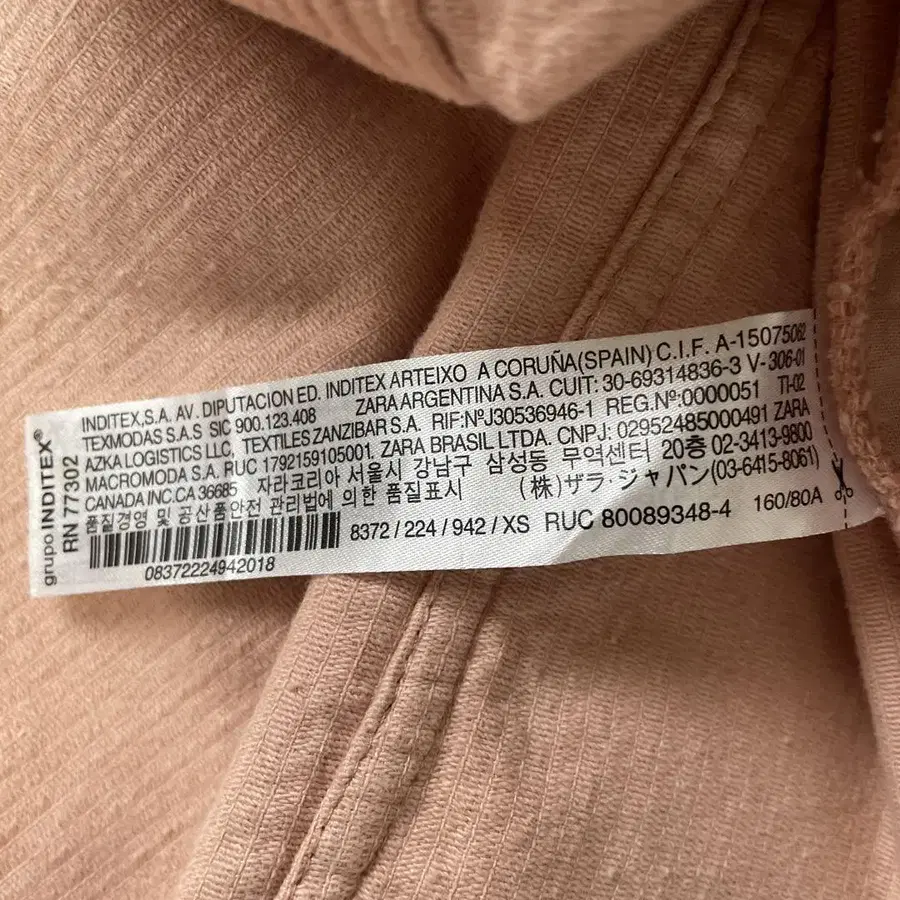 grupo INDITEX®
RN 77302
INDITEX,S.A. AV. DIPUTACION ED. INDITEX ARTEIXO A CORUÑA(SPAIN) C.I.F. A-15075062
TEXMODAS S.A.S SIC 900.123.408 ZARA ARGENTINA S.A. CUIT: 30-69314836-3 V-306-01
AZKA LOGISTICS LLC, TEXTILES ZANZIBAR S.A. RIF:NºJ30536946-1 REG.Nº:0000051 TI-02
MACROMODA S.A. RUC 1792159105001. ZARA BRASIL LTDA. CNPJ: 02952485000491 ZARA
CANADA INC.CA 36685 자라코리아 서울시 강남구 삼성동 무역센터 20층 02-3413-9800
품질경영 및 공산품안전 관리법에 의한 품질표시 (株)ザラ・ジャパン(03-6415-8061)
8372 / 224 / 942 / XS RUC 80089348-4 160/80A
08372224942018